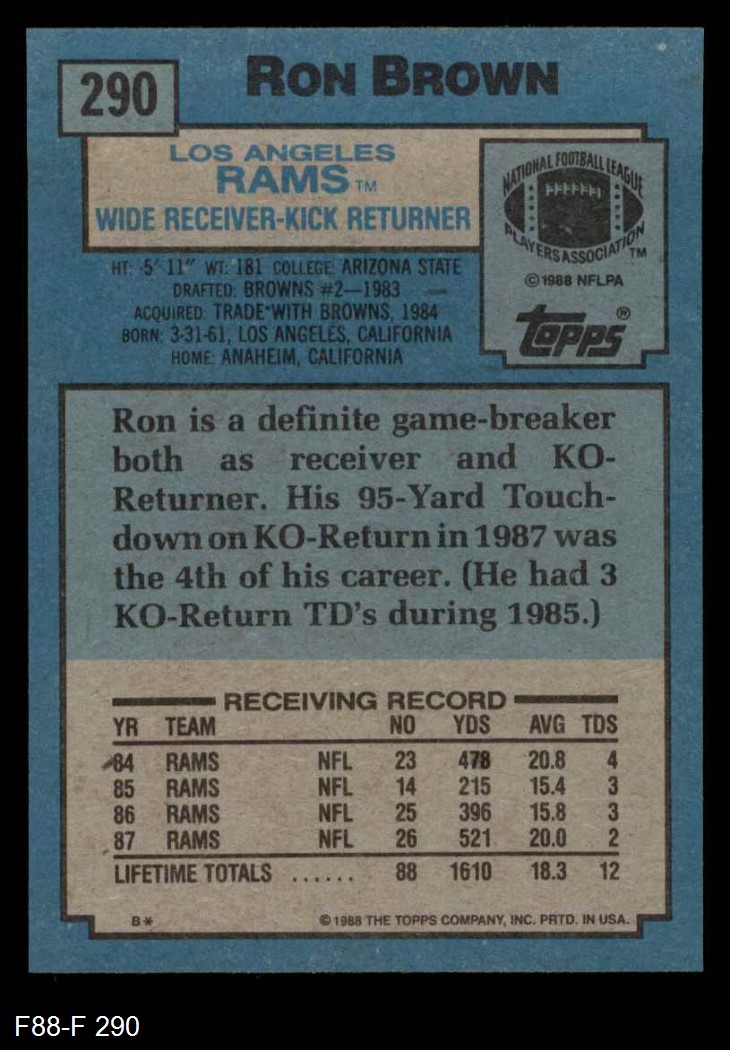 290
RON BROWN
LOS ANGELES
RAMS TM
WIDE RECEIVER-KICK RETURNER
NATIONAL FOOTBALL LEAGUE
PLAYERS ASSOCIATION TM
© 1988 NFLPA
topps ®
HT: 5' 11" WT: 181 COLLEGE: ARIZONA STATE
DRAFTED: BROWNS #2—1983
ACQUIRED: TRADE WITH BROWNS, 1984
BORN: 3-31-61, LOS ANGELES, CALIFORNIA
HOME: ANAHEIM, CALIFORNIA
Ron is a definite game-breaker
both as receiver and KO-
Returner. His 95-Yard Touch-
down on KO-Return in 1987 was
the 4th of his career. (He had 3
KO-Return TD's during 1985.)
RECEIVING RECORD
YR TEAM NO YDS AVG TDS
84 RAMS NFL 23 478 20.8 4
85 RAMS NFL 14 215 15.4 3
86 RAMS NFL 25 396 15.8 3
87 RAMS NFL 26 521 20.0 2
LIFETIME TOTALS ...... 88 1610 18.3 12
B* © 1988 THE TOPPS COMPANY, INC. PRTD. IN USA.
F88-F 290